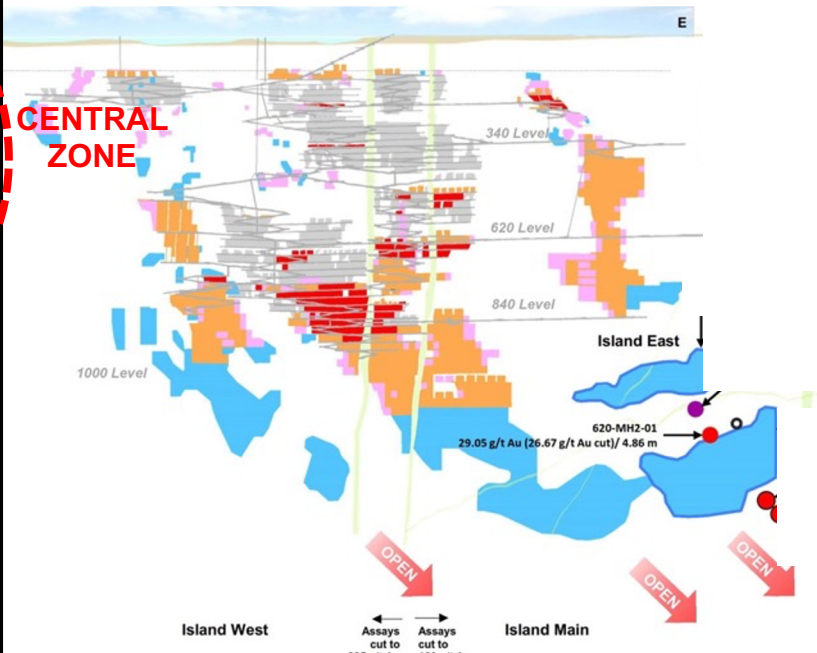 E
CENTRAL
ZONE
340 Level
620 Level
840 Level
Island East
1000 Level
620-MH2-01
29.05 g/t Au (26.67 g/t Au cut)/ 4.86 m
OPEN
OPEN
OPEN
Island West
Assays
cut to
Assays
cut to
Island Main